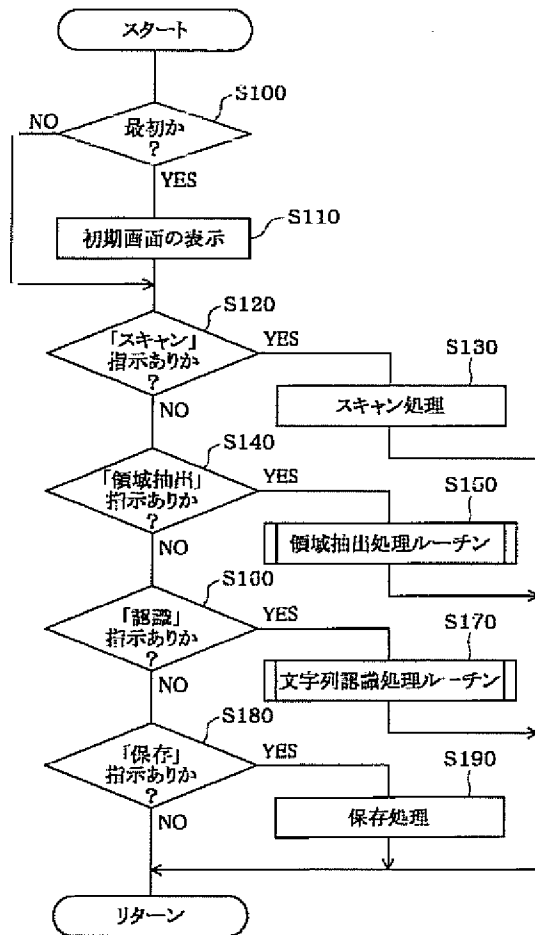 スタート
S100
NO
最初か
?
YES
S110
初期画面の表示
S120
「スキャン」
指示ありか
?
YES
S130
スキャン処理
NO
S140
「領域抽出」
指示ありか
?
YES
S150
領域抽出処理ルーチン
NO
S160
「認識」
指示ありか
?
YES
S170
文字列認識処理ルーチン
NO
S180
「保存」
指示ありか
?
YES
S190
保存処理
NO
リターン